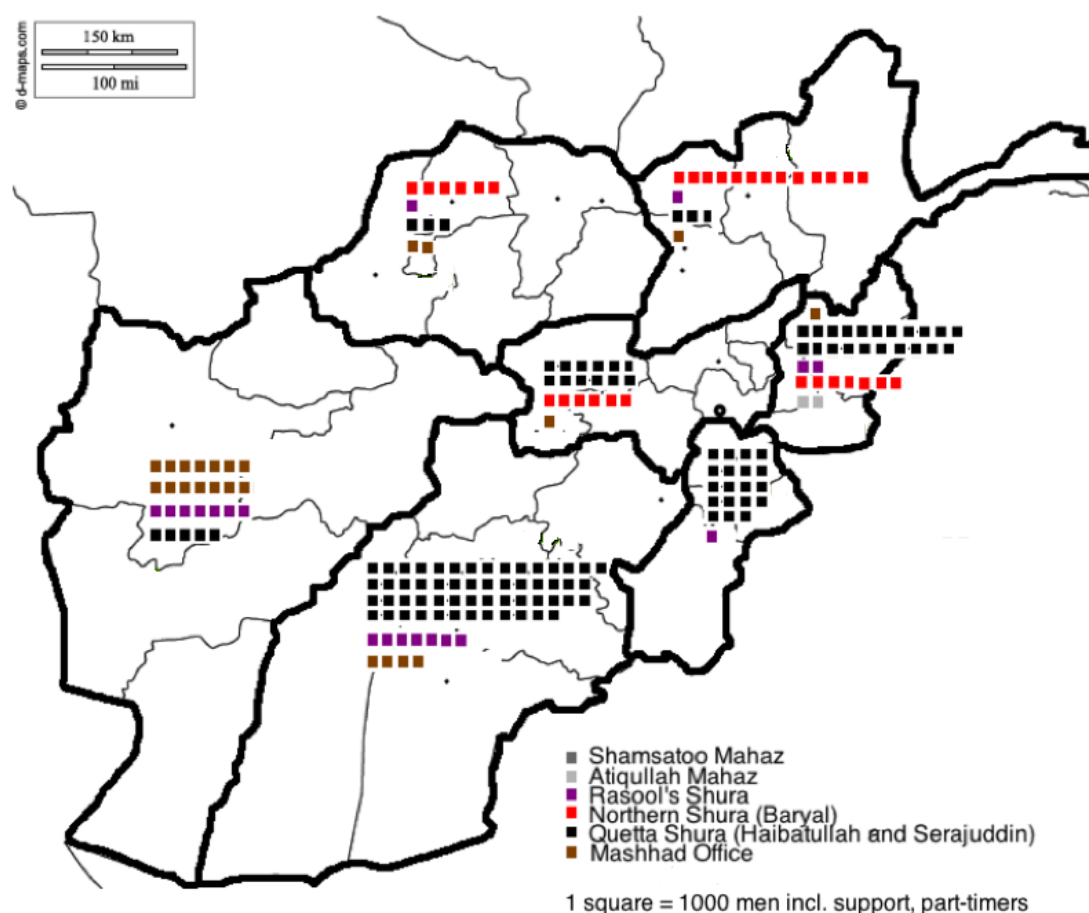 150 km
100 mi
© d-maps.com
Shamsatoo Mahaz
Atiqullah Mahaz
Rasool's Shura
Northern Shura (Baryal)
Quetta Shura (Haibatullah and Serajuddin)
Mashhad Office
1 square = 1000 men incl. support, part-timers